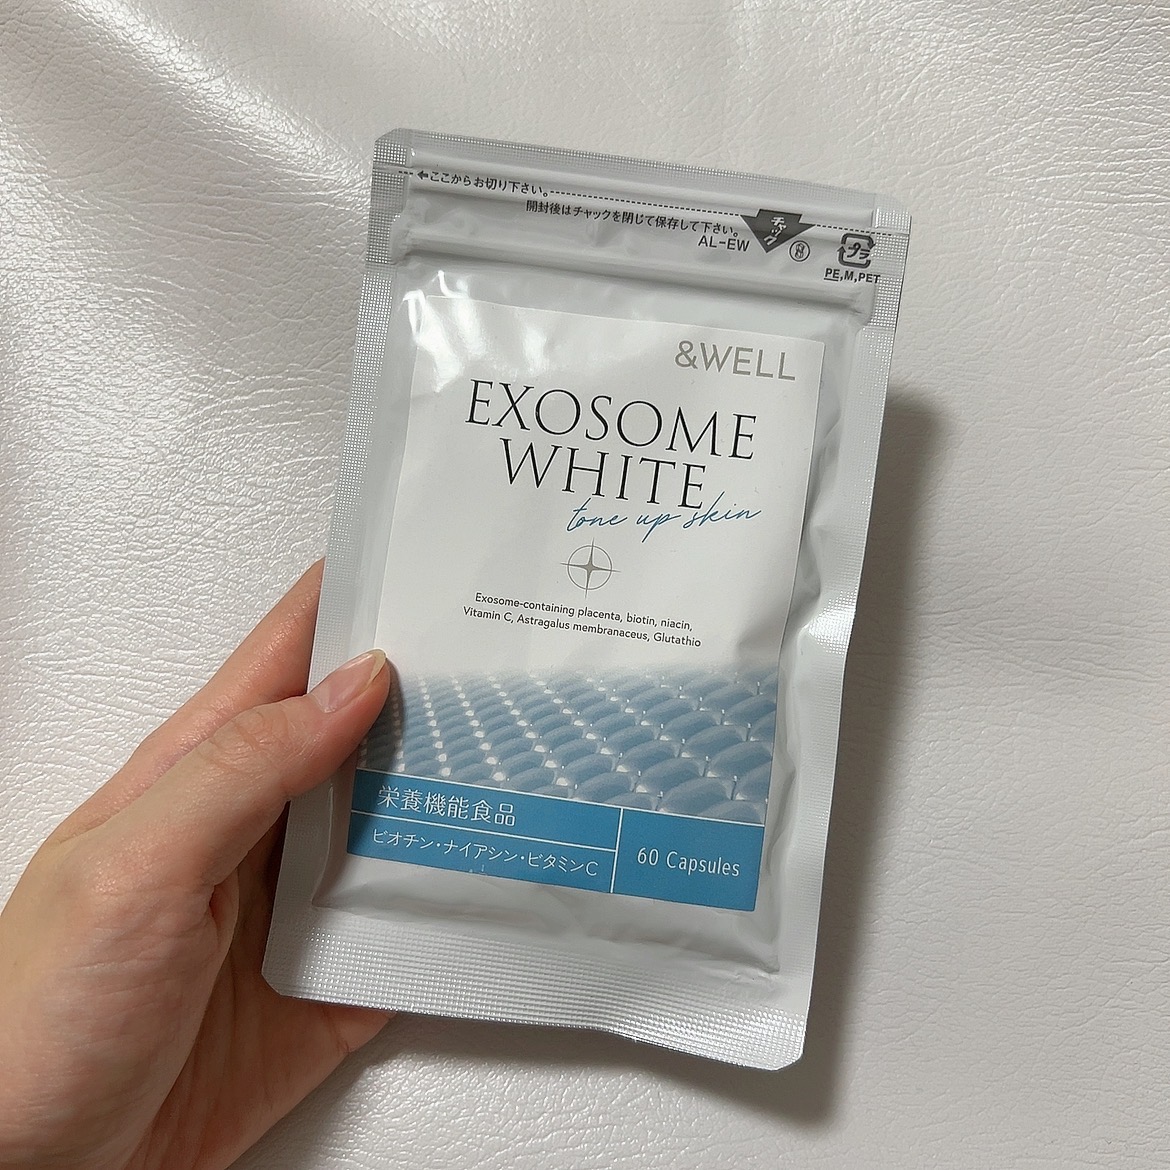 ←ここからお切り下さい。
開封後はチャックを閉じて保存して下さい。
チャック
AL-EW
プラ
PE,M,PET
&WELL
EXOSOME
WHITE
tone up skin
Exosome-containing placenta, biotin, niacin,
Vitamin C, Astragalus membranaceus, Glutathio
栄養機能食品
ビオチン・ナイアシン・ビタミンC
60 Capsules